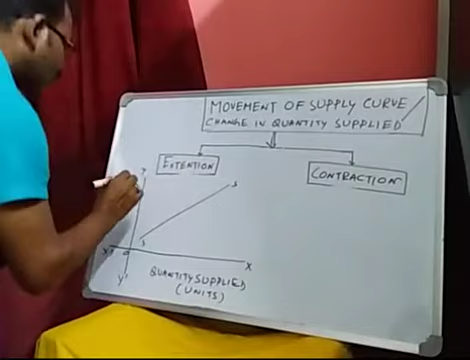 MOVEMENT OF SUPPLY CURVE /
CHANGE IN QUANTITY SUPPLIED
EXTENTION
CONTRACTION
Y
S
S
X'
O
X
Y'
QUANTITY SUPPLIED
(UNITS)